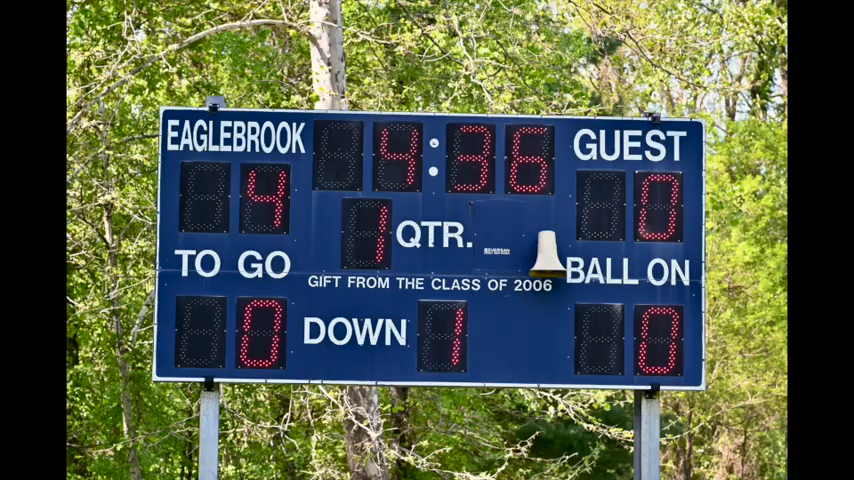 EAGLEBROOK 4:36 GUEST
4 0
1 QTR.
TO GO BALL ON
GIFT FROM THE CLASS OF 2006
0 DOWN 1 0